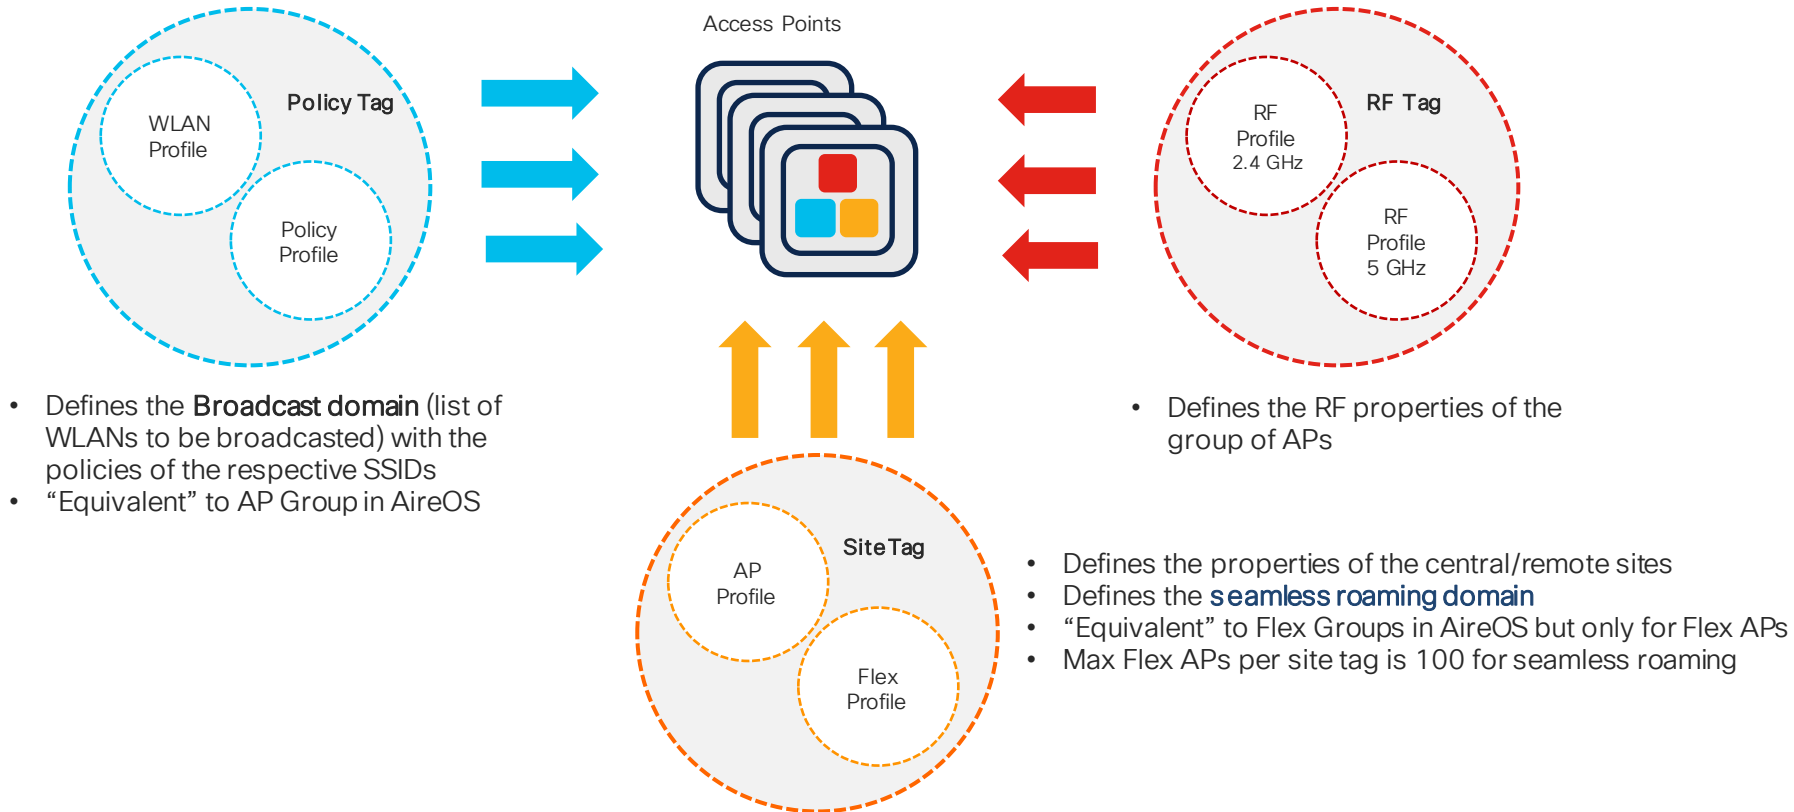 Access Points
Policy Tag
WLAN
Profile
Policy
Profile
RF Tag
RF
Profile
2.4 GHz
RF
Profile
5 GHz
• Defines the Broadcast domain (list of
WLANs to be broadcasted) with the
policies of the respective SSIDs
• “Equivalent” to AP Group in AireOS
• Defines the RF properties of the
group of APs
Site Tag
AP
Profile
Flex
Profile
• Defines the properties of the central/remote sites
• Defines the seamless roaming domain
• “Equivalent” to Flex Groups in AireOS but only for Flex APs
• Max Flex APs per site tag is 100 for seamless roaming